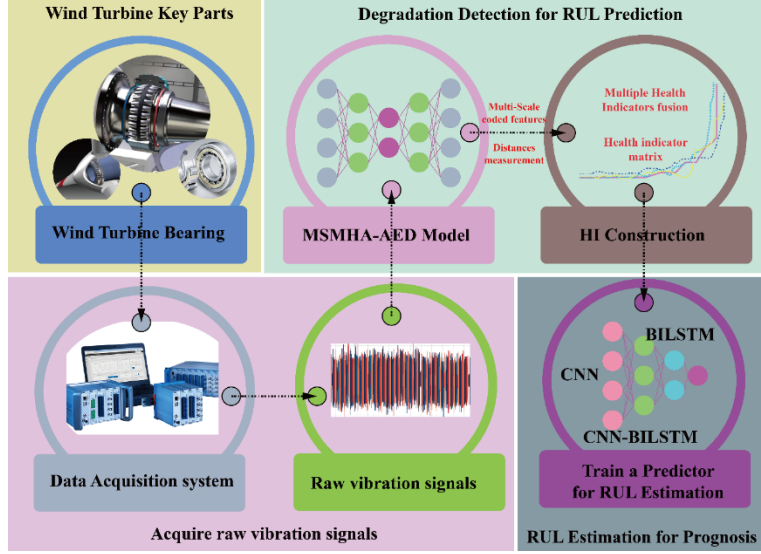 Wind Turbine Key Parts
Degradation Detection for RUL Prediction
Multi-Scale
coded features
Distances
measurement
Multiple Health
Indicators fusion
Health indicator
matrix
Wind Turbine Bearing
MSMHA-AED Model
HI Construction
BILSTM
CNN
CNN-BILSTM
Data Acquisition system
Raw vibration signals
Train a Predictor
for RUL Estimation
Acquire raw vibration signals
RUL Estimation for Prognosis